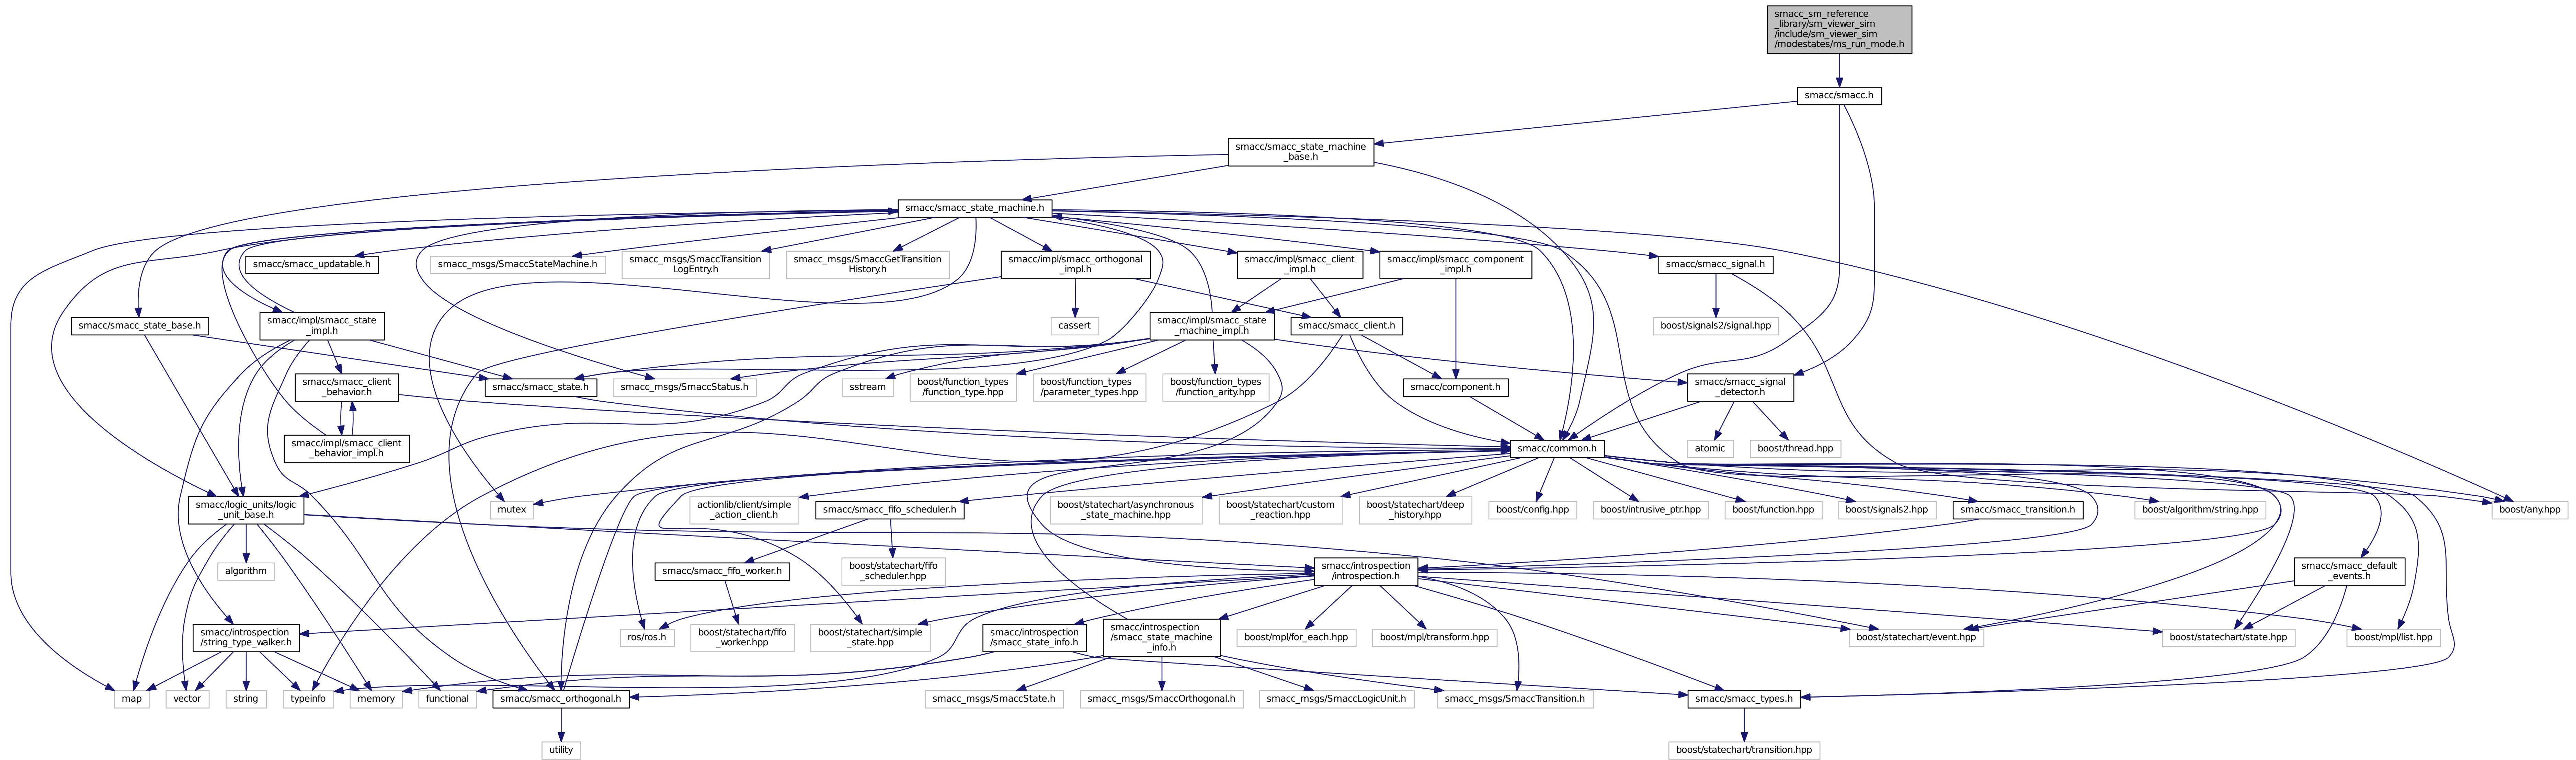 smacc_sm_reference
_library/sm_viewer_sim
/include/sm_viewer_sim
/modestates/ms_run_mode.h
smacc/smacc.h
smacc/smacc_state_machine
_base.h
smacc/smacc_state_machine.h
smacc/smacc_updatable.h
smacc_msgs/SmaccStateMachine.h
smacc_msgs/SmaccTransition
LogEntry.h
smacc_msgs/SmaccGetTransition
History.h
smacc/impl/smacc_orthogonal
_impl.h
smacc/impl/smacc_client
_impl.h
smacc/impl/smacc_component
_impl.h
smacc/smacc_signal.h
smacc/smacc_state_base.h
smacc/impl/smacc_state
_impl.h
cassert
smacc/impl/smacc_state
_machine_impl.h
smacc/smacc_client.h
boost/signals2/signal.hpp
smacc/smacc_client
_behavior.h
smacc/smacc_state.h
smacc_msgs/SmaccStatus.h
sstream
boost/function_types
/function_type.hpp
boost/function_types
/parameter_types.hpp
boost/function_types
/function_arity.hpp
smacc/component.h
smacc/smacc_signal
_detector.h
smacc/impl/smacc_client
_behavior_impl.h
smacc/common.h
atomic
boost/thread.hpp
smacc/logic_units/logic
_unit_base.h
mutex
actionlib/client/simple
_action_client.h
smacc/smacc_fifo_scheduler.h
boost/statechart/asynchronous
_state_machine.hpp
boost/statechart/custom
_reaction.hpp
boost/statechart/deep
_history.hpp
boost/config.hpp
boost/intrusive_ptr.hpp
boost/function.hpp
boost/signals2.hpp
smacc/smacc_transition.h
boost/algorithm/string.hpp
boost/any.hpp
algorithm
smacc/smacc_fifo_worker.h
boost/statechart/fifo
_scheduler.hpp
smacc/introspection
/introspection.h
smacc/smacc_default
_events.h
smacc/introspection
/string_type_walker.h
ros/ros.h
boost/statechart/fifo
_worker.hpp
boost/statechart/simple
_state.hpp
smacc/introspection
/smacc_state_info.h
smacc/introspection
/smacc_state_machine
_info.h
boost/mpl/for_each.hpp
boost/mpl/transform.hpp
boost/statechart/event.hpp
boost/statechart/state.hpp
boost/mpl/list.hpp
map
vector
string
typeinfo
memory
functional
smacc/smacc_orthogonal.h
smacc_msgs/SmaccState.h
smacc_msgs/SmaccOrthogonal.h
smacc_msgs/SmaccLogicUnit.h
smacc_msgs/SmaccTransition.h
smacc/smacc_types.h
utility
boost/statechart/transition.hpp